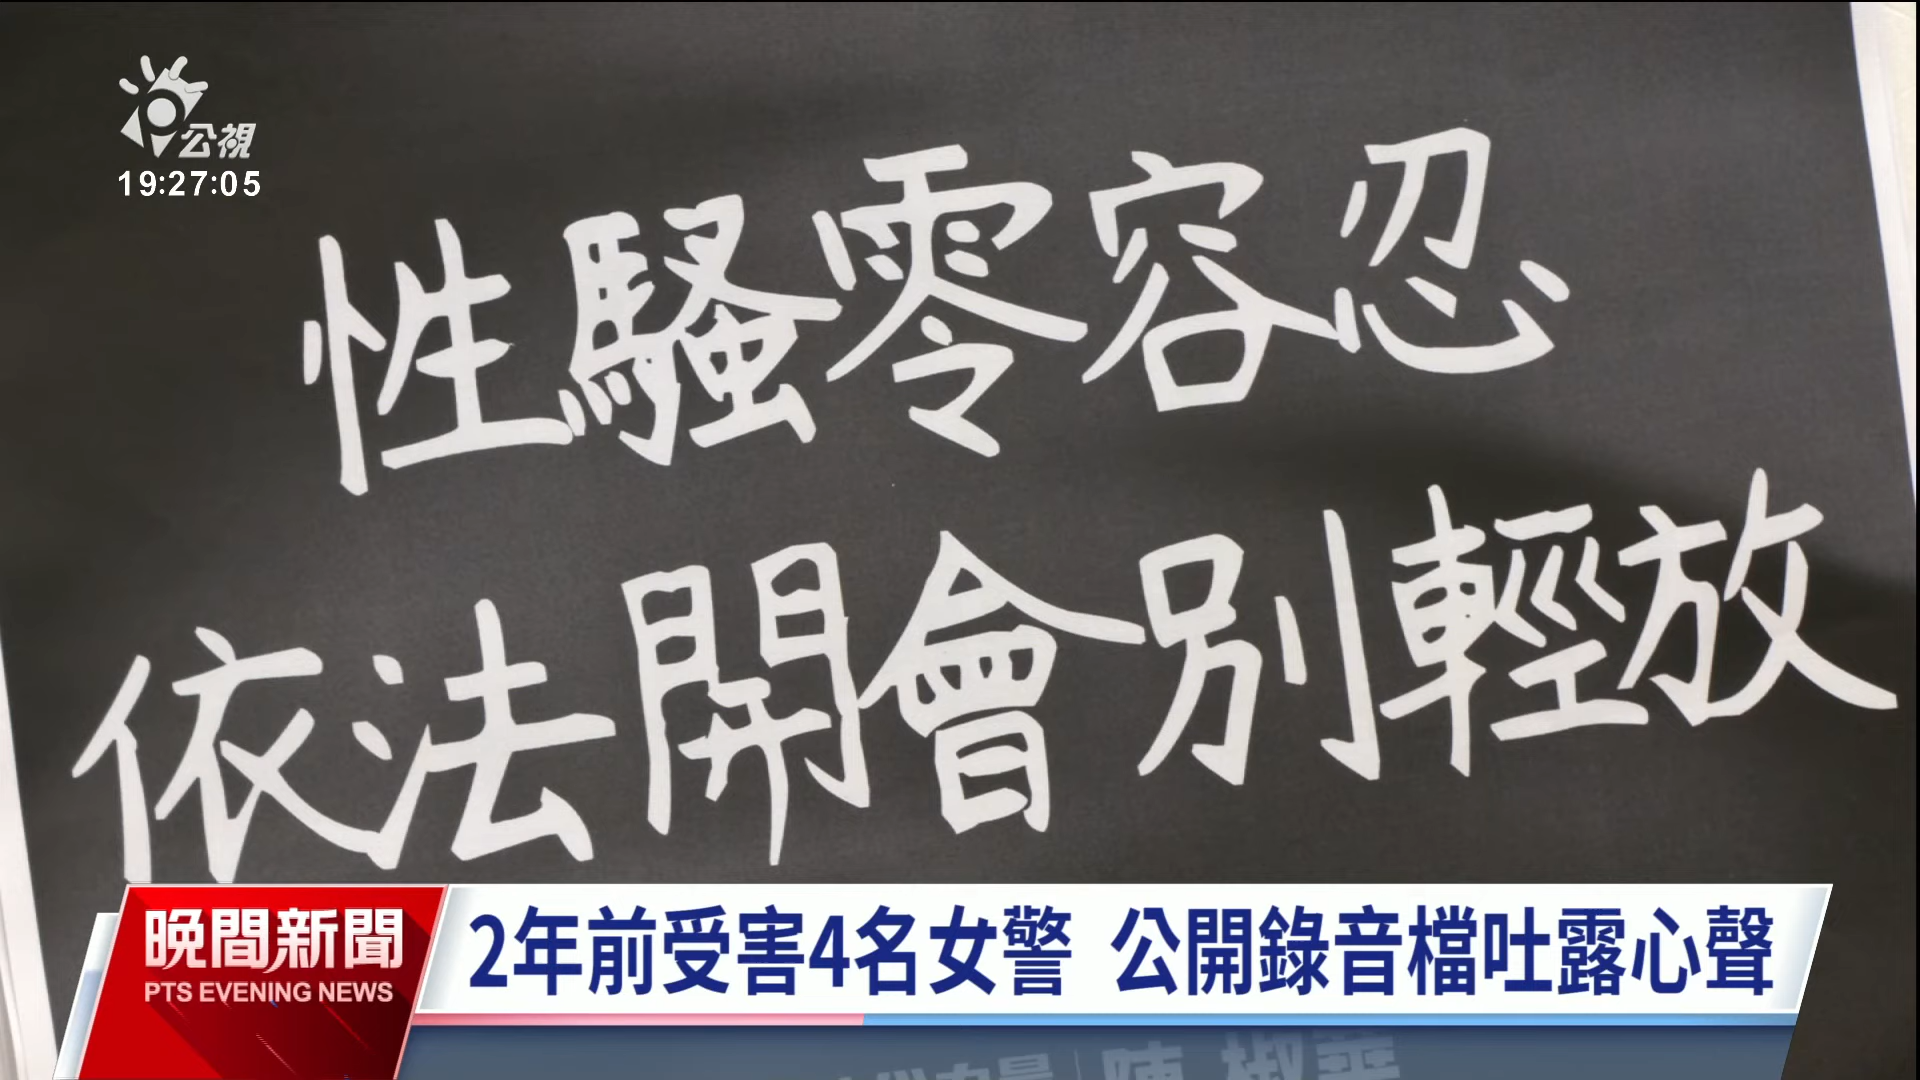 公視
19:27:05
性騷零容忍
依法開會別輕放
晚間新聞
PTS EVENING NEWS
2年前受害4名女警 公開錄音檔吐露心聲